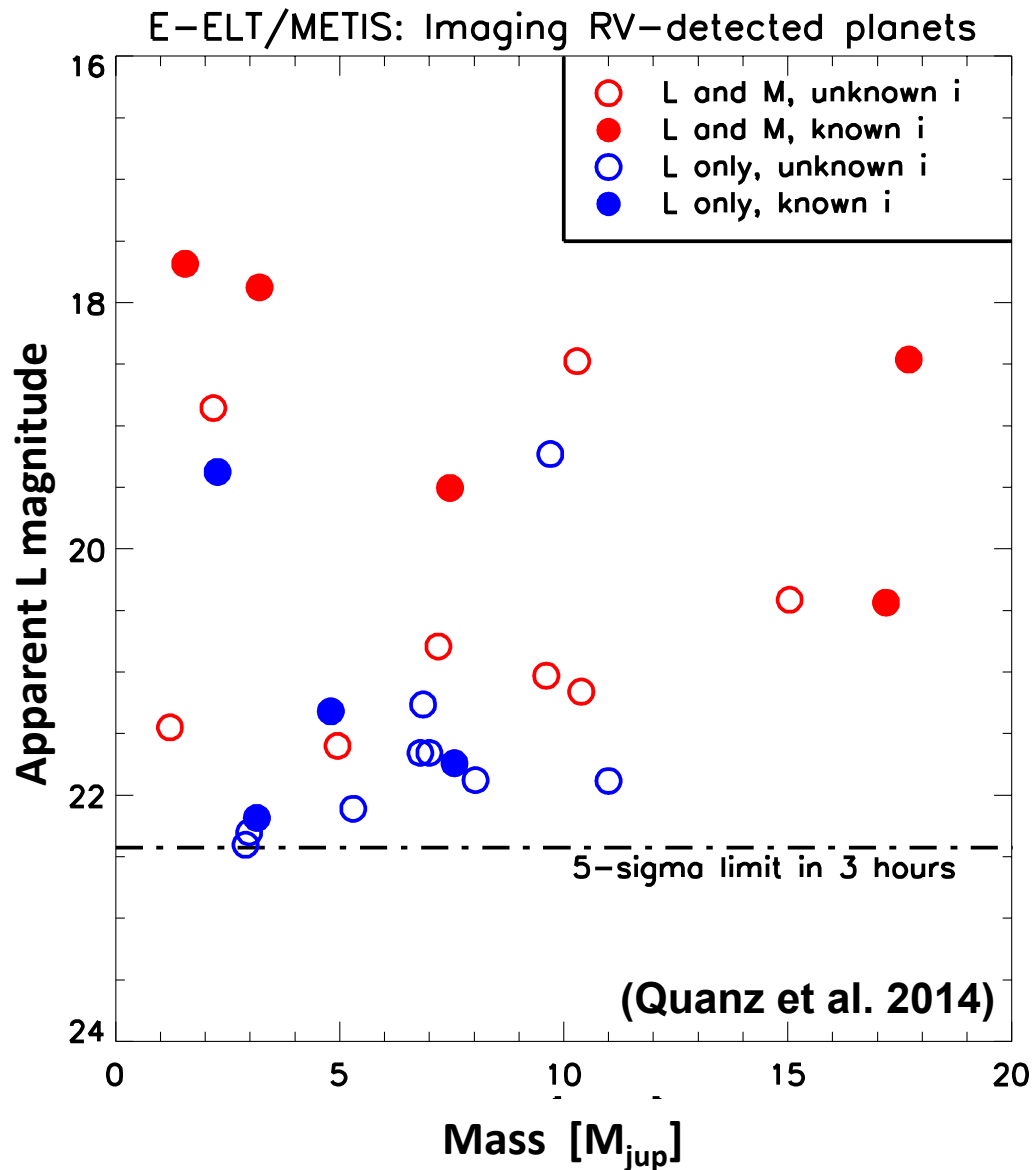 E-ELT/METIS: Imaging RV-detected planets
16
L and M, unknown i
L and M, known i
L only, unknown i
L only, known i
18
Apparent L magnitude
20
22
5-sigma limit in 3 hours
(Quanz et al. 2014)
24
0 5 10 15 20
Mass [Mjup]